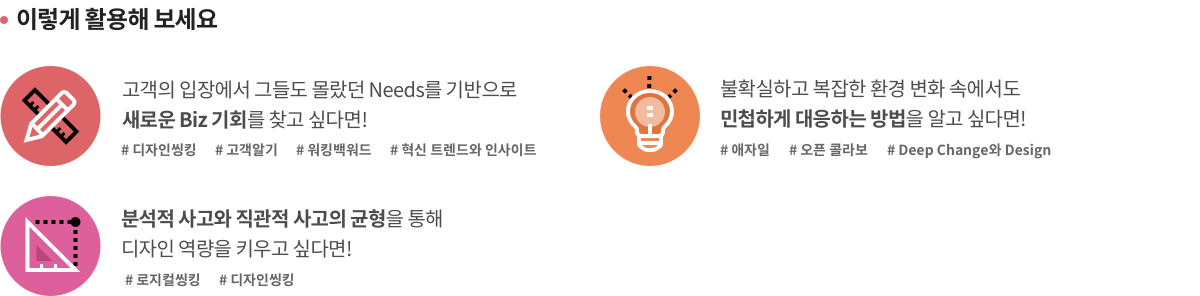 이렇게 활용해 보세요
고객의 입장에서 그들도 몰랐던 Needs를 기반으로
새로운 Biz 기회를 찾고 싶다면!
# 디자인씽킹 # 고객알기 # 워킹백워드 # 혁신 트렌드와 인사이트
불확실하고 복잡한 환경 변화 속에서도
민첩하게 대응하는 방법을 알고 싶다면!
# 애자일 # 오픈 콜라보 # Deep Change와 Design
분석적 사고와 직관적 사고의 균형을 통해
디자인 역량을 키우고 싶다면!
# 로지컬씽킹 # 디자인씽킹